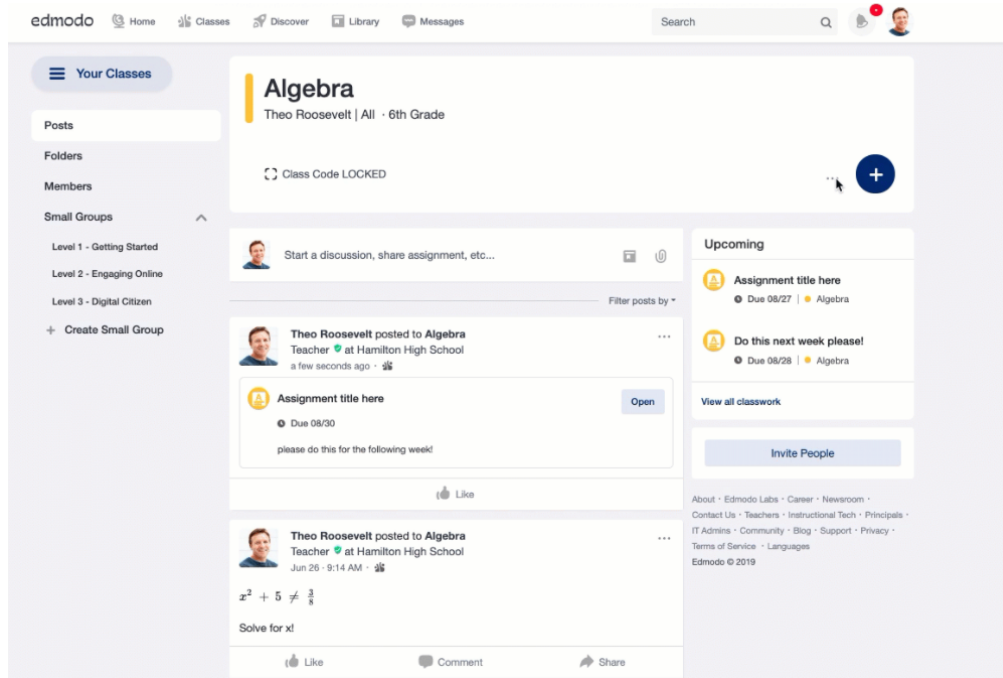 edmodo
Home
Classes
Discover
Library
Messages
Search
Your Classes
Posts
Folders
Members
Small Groups
Level 1 - Getting Started
Level 2 - Engaging Online
Level 3 - Digital Citizen
+ Create Small Group
Algebra
Theo Roosevelt | All · 6th Grade
Class Code LOCKED
...
+
Start a discussion, share assignment, etc...
Filter posts by
Theo Roosevelt posted to Algebra
Teacher at Hamilton High School
a few seconds ago ·
Assignment title here
Open
Due 08/30
please do this for the following week!
Like
Theo Roosevelt posted to Algebra
Teacher at Hamilton High School
Jun 26 · 9:14 AM ·
x² + 5 ≠ 3/8
Solve for x!
Like
Comment
Share
Upcoming
Assignment title here
Due 08/27 | Algebra
Do this next week please!
Due 08/28 | Algebra
View all classwork
Invite People
About · Edmodo Labs · Career · Newsroom ·
Contact Us · Teachers · Instructional Tech · Principals ·
IT Admins · Community · Blog · Support · Privacy ·
Terms of Service · Languages
Edmodo © 2019